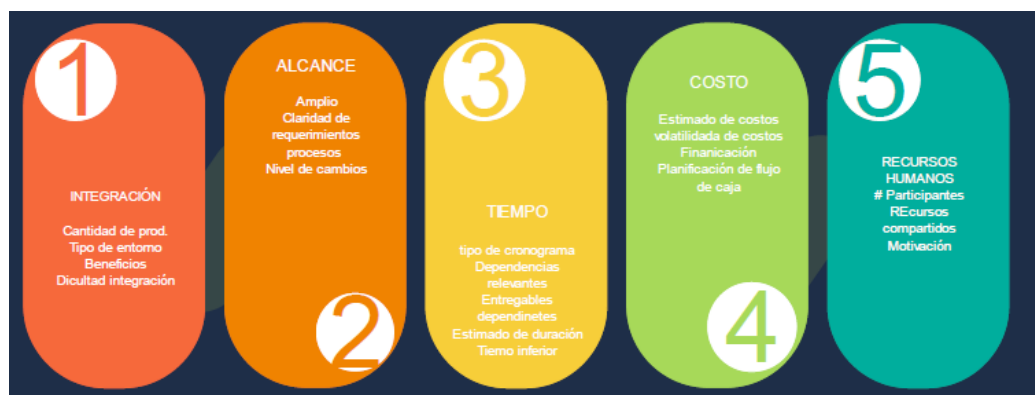 1
INTEGRACIÓN
Cantidad de prod.
Tipo de entorno
Beneficios
Dicultad integración
ALCANCE
Amplio
Claridad de
requerimientos
procesos
Nivel de cambios
2
3
TIEMPO
tipo de cronograma
Dependencias
relevantes
Entregables
dependinetes
Estimado de duración
Tiemo inferior
COSTO
Estimado de costos
volatilidada de costos
Finanicación
Planificación de flujo
de caja
4
5
RECURSOS
HUMANOS
# Participantes
REcursos
compartidos
Motivación